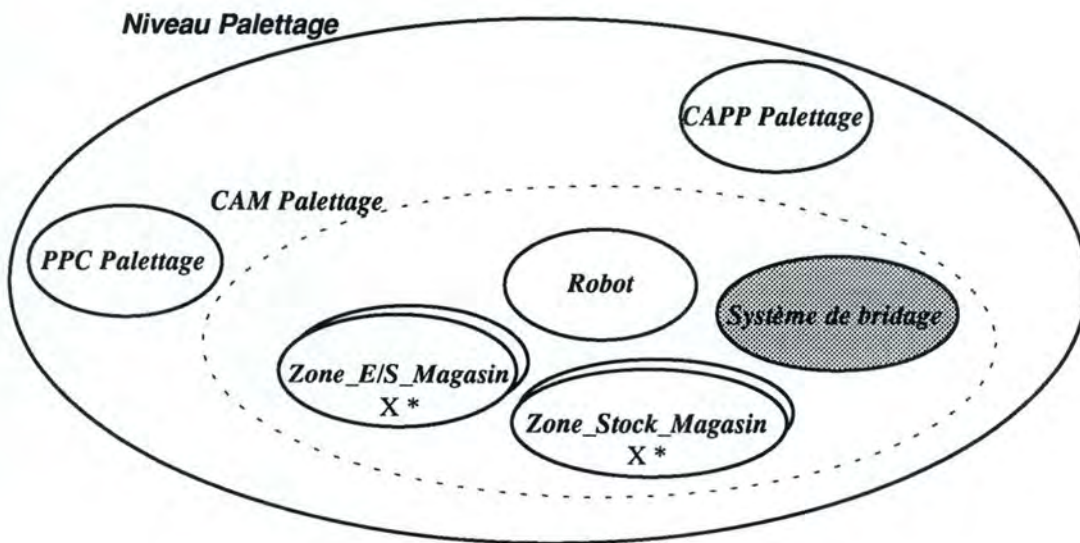 Niveau Palettage
CAPP Palettage
CAM Palettage
PPC Palettage
Robot
Système de bridage
Zone_E/S_Magasin
X *
Zone_Stock_Magasin
X *